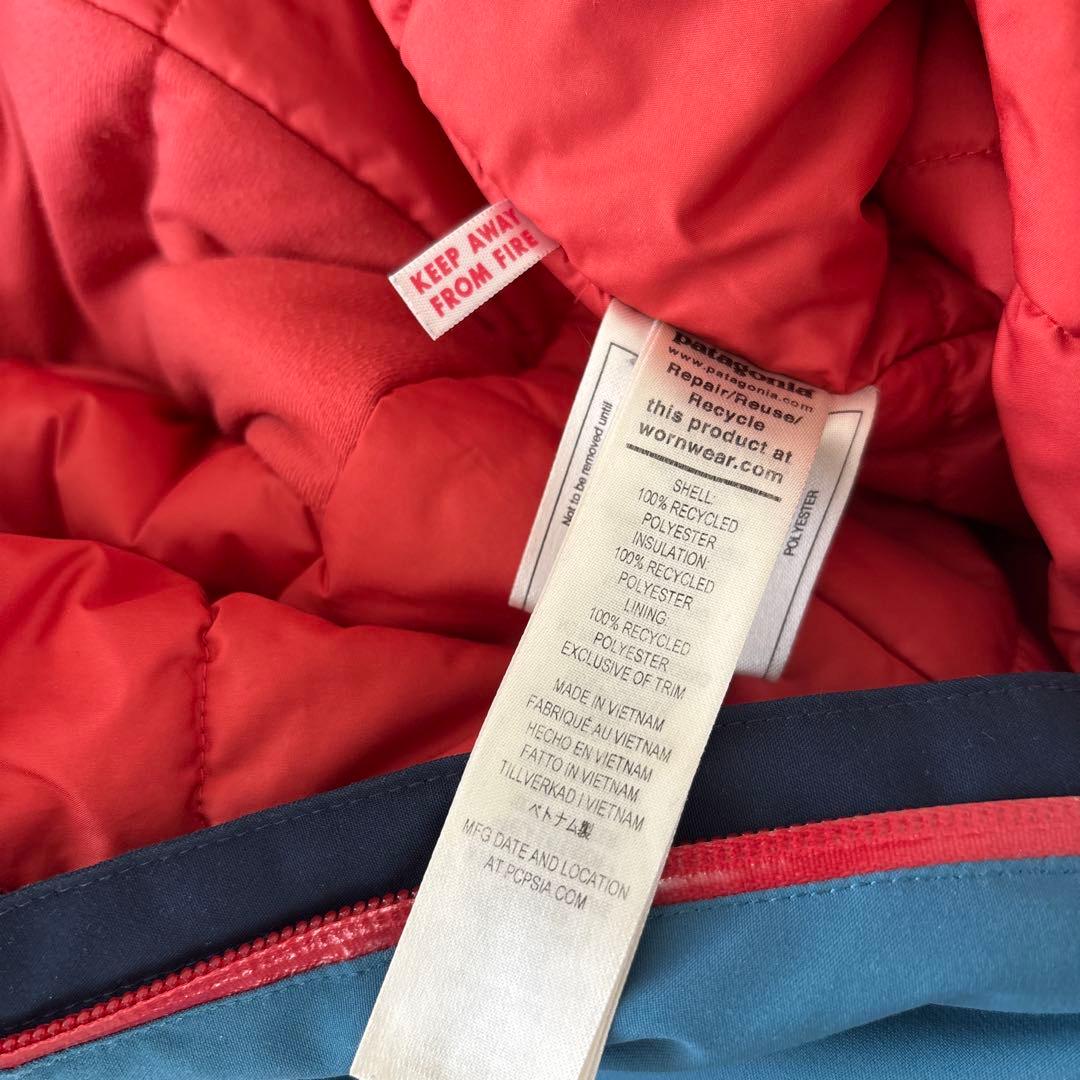 KEEP AWAY
FROM FIRE
patagonia
www.patagonia.com
Repair/Reuse/
Recycle
this product at
wornwear.com
SHELL:
100% RECYCLED
POLYESTER
INSULATION:
100% RECYCLED
POLYESTER
LINING:
100% RECYCLED
POLYESTER
EXCLUSIVE OF TRIM
MADE IN VIETNAM
FABRIQUÉ AU VIETNAM
HECHO EN VIETNAM
FATTO IN VIETNAM
TILLVERKAD I VIETNAM
ベトナム製
MFG DATE AND LOCATION
AT PCPSIA.COM
Not to be removed until
POLYESTER